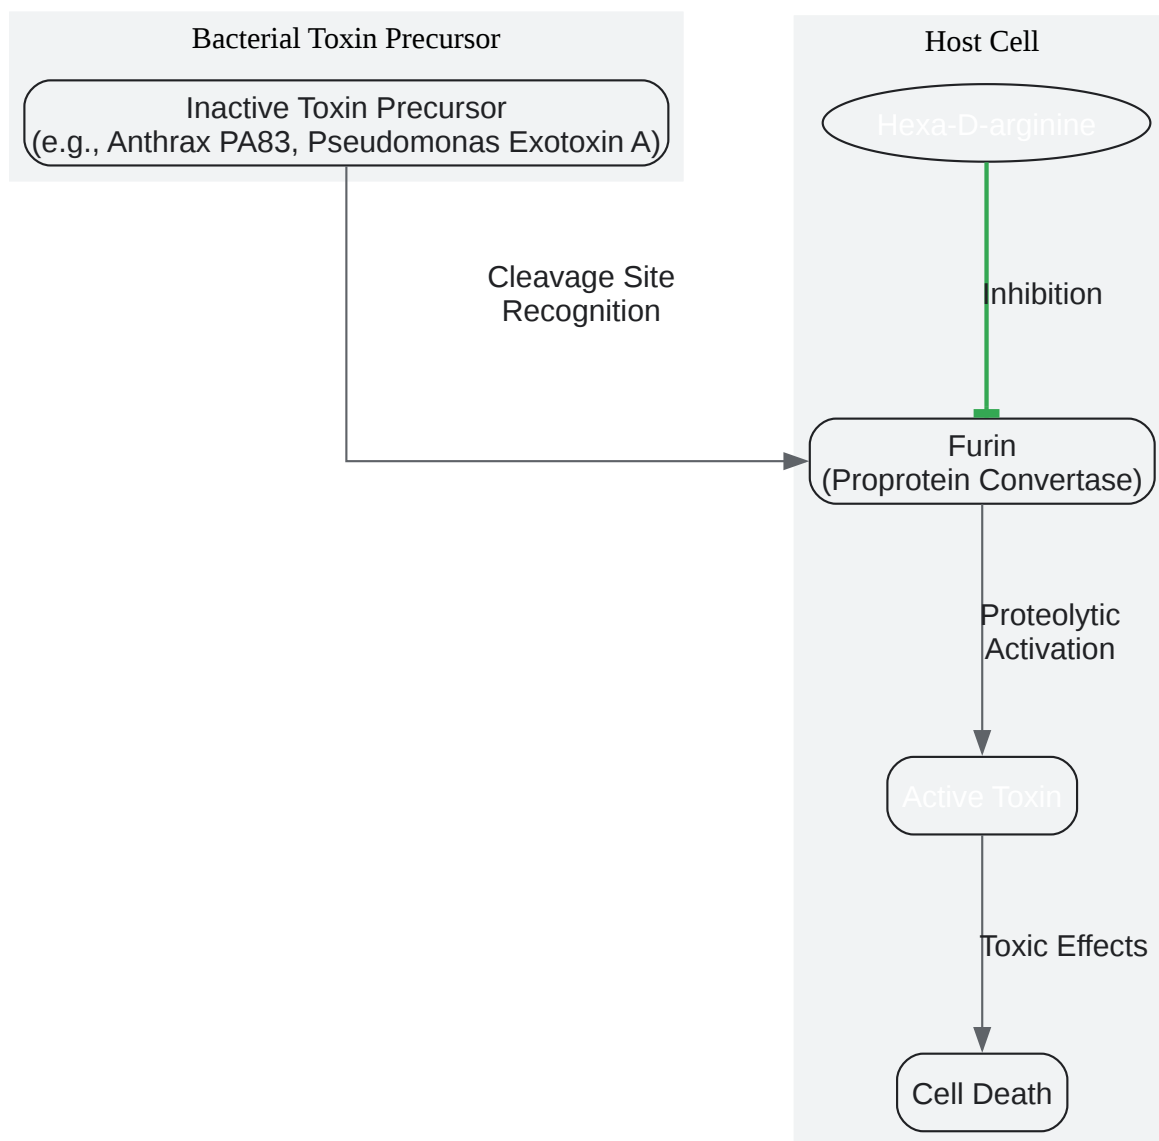 Bacterial Toxin Precursor
Inactive Toxin Precursor
(e.g., Anthrax PA83, Pseudomonas Exotoxin A)
Host Cell
Hexa-D-arginine
Cleavage Site
Recognition
Inhibition
Furin
(Proprotein Convertase)
Proteolytic
Activation
Active Toxin
Toxic Effects
Cell Death